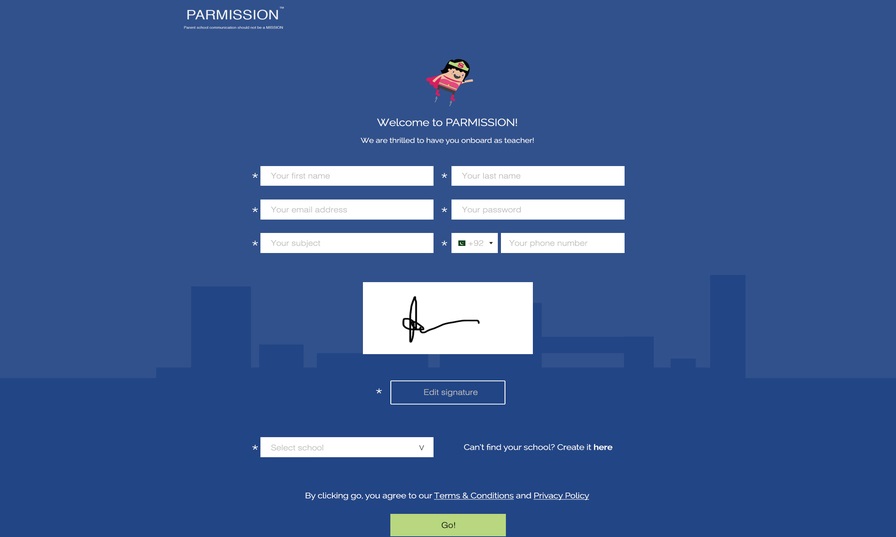 PARMISSION™
Parent school communication should not be a MISSION
Welcome to PARMISSION!
We are thrilled to have you onboard as teacher!
* Your first name * Your last name
* Your email address * Your password
* Your subject * +92 Your phone number
* Edit signature
* Select school V Can't find your school? Create it here
By clicking go, you agree to our Terms & Conditions and Privacy Policy
Go!